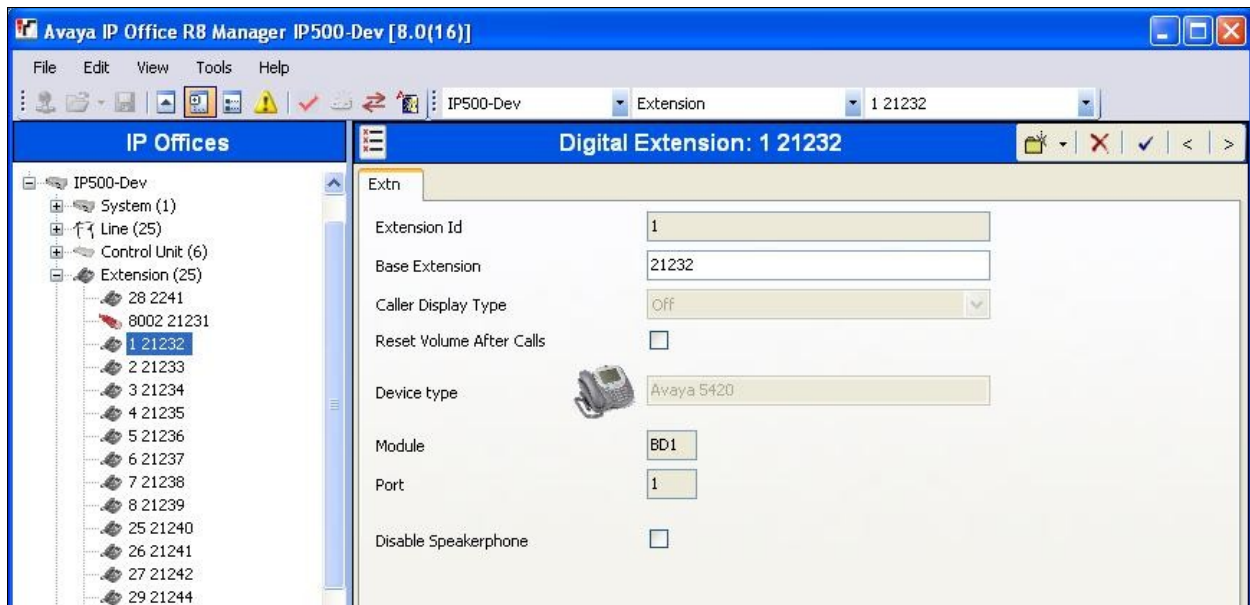 Avaya IP Office R8 Manager IP500-Dev [8.0(16)]
File Edit View Tools Help
IP500-Dev Extension 1 21232
IP Offices
Digital Extension: 1 21232
IP500-Dev
System (1)
Line (25)
Control Unit (6)
Extension (25)
28 2241
8002 21231
1 21232
2 21233
3 21234
4 21235
5 21236
6 21237
7 21238
8 21239
25 21240
26 21241
27 21242
29 21244
Extn
Extension Id 1
Base Extension 21232
Caller Display Type Off
Reset Volume After Calls
Device type Avaya 5420
Module BD1
Port 1
Disable Speakerphone